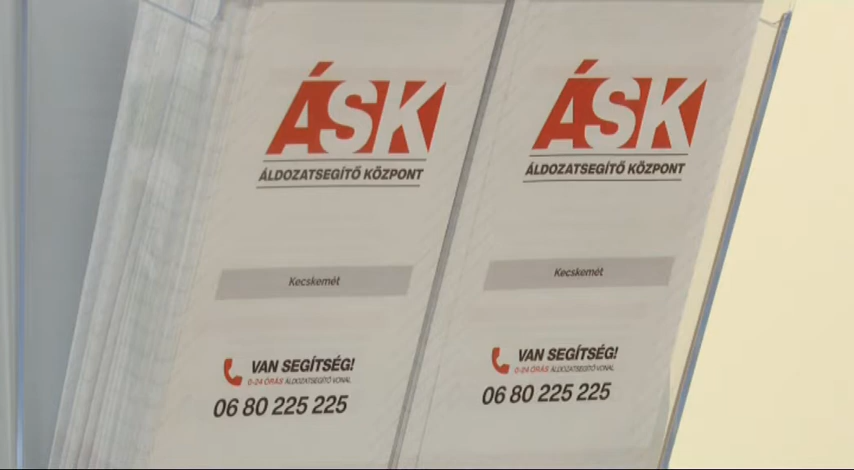 ÁSK
ÁLDOZATSEGÍTŐ KÖZPONT
Kecskemét
VAN SEGÍTSÉG!
0-24 ÓRÁS ÁLDOZATSEGÍTŐ VONAL
06 80 225 225
ÁSK
ÁLDOZATSEGÍTŐ KÖZPONT
Kecskemét
VAN SEGÍTSÉG!
0-24 ÓRÁS ÁLDOZATSEGÍTŐ VONAL
06 80 225 225